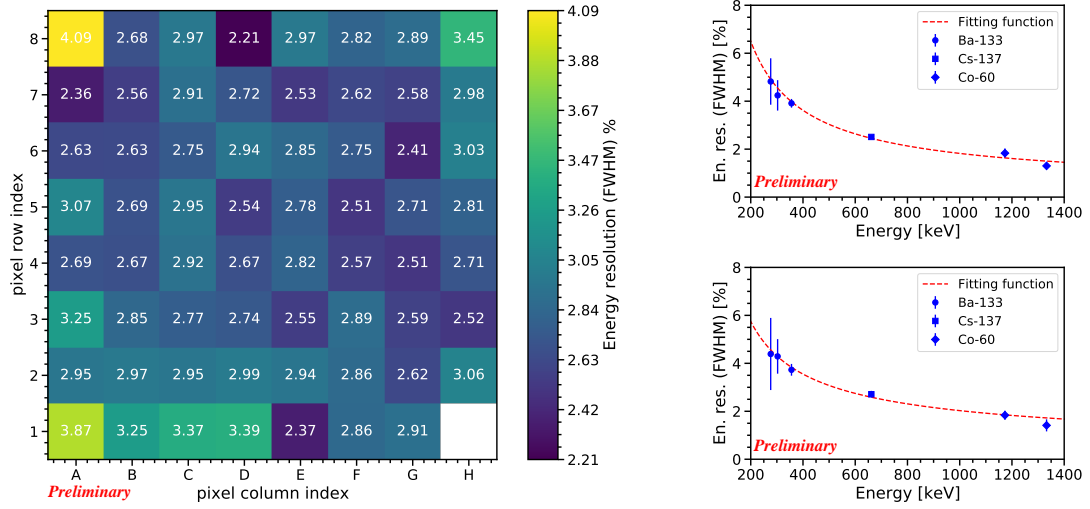 8 4.09 2.68 2.97 2.21 2.97 2.82 2.89 3.45
7 2.36 2.56 2.91 2.72 2.53 2.62 2.58 2.98
6 2.63 2.63 2.75 2.94 2.85 2.75 2.41 3.03
5 3.07 2.69 2.95 2.54 2.78 2.51 2.71 2.81
4 2.69 2.67 2.92 2.67 2.82 2.57 2.51 2.71
3 3.25 2.85 2.77 2.74 2.55 2.89 2.59 2.52
2 2.95 2.97 2.95 2.99 2.94 2.86 2.62 3.06
1 3.87 3.25 3.37 3.39 2.37 2.86 2.91
A B C D E F G H
pixel row index
pixel column index
Preliminary
4.09
3.88
3.67
3.47
3.26
3.05
2.84
2.63
2.42
2.21
Energy resolution (FWHM) %
En. res. (FWHM) [%]
8
6
4
2
0
Fitting function
Ba-133
Cs-137
Co-60
Preliminary
200 400 600 800 1000 1200 1400
Energy [keV]
En. res. (FWHM) [%]
8
6
4
2
0
Fitting function
Ba-133
Cs-137
Co-60
Preliminary
200 400 600 800 1000 1200 1400
Energy [keV]